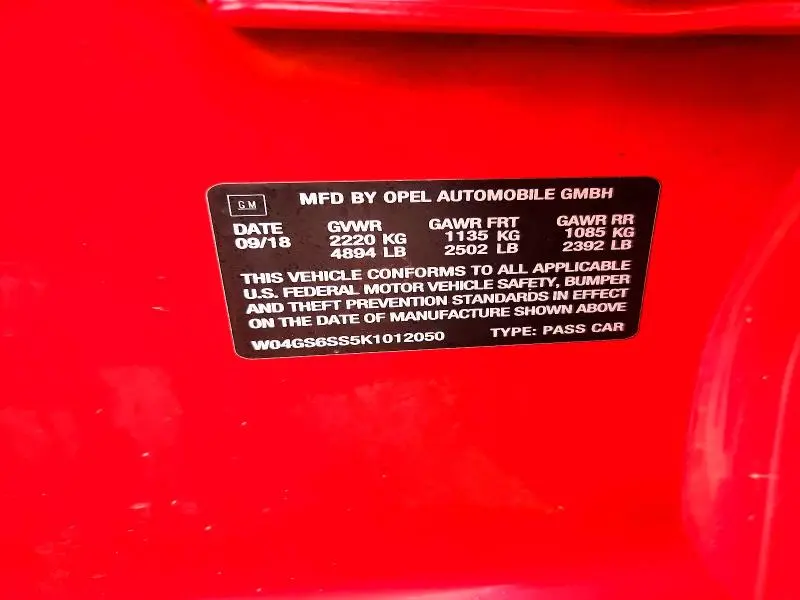 GM
MFD BY OPEL AUTOMOBILE GMBH
DATE GVWR GAWR FRT GAWR RR
09/18 2220 KG 1135 KG 1085 KG
4894 LB 2502 LB 2392 LB
THIS VEHICLE CONFORMS TO ALL APPLICABLE
U.S. FEDERAL MOTOR VEHICLE SAFETY, BUMPER
AND THEFT PREVENTION STANDARDS IN EFFECT
ON THE DATE OF MANUFACTURE SHOWN ABOVE
W04GS6SS5K1012050 TYPE: PASS CAR